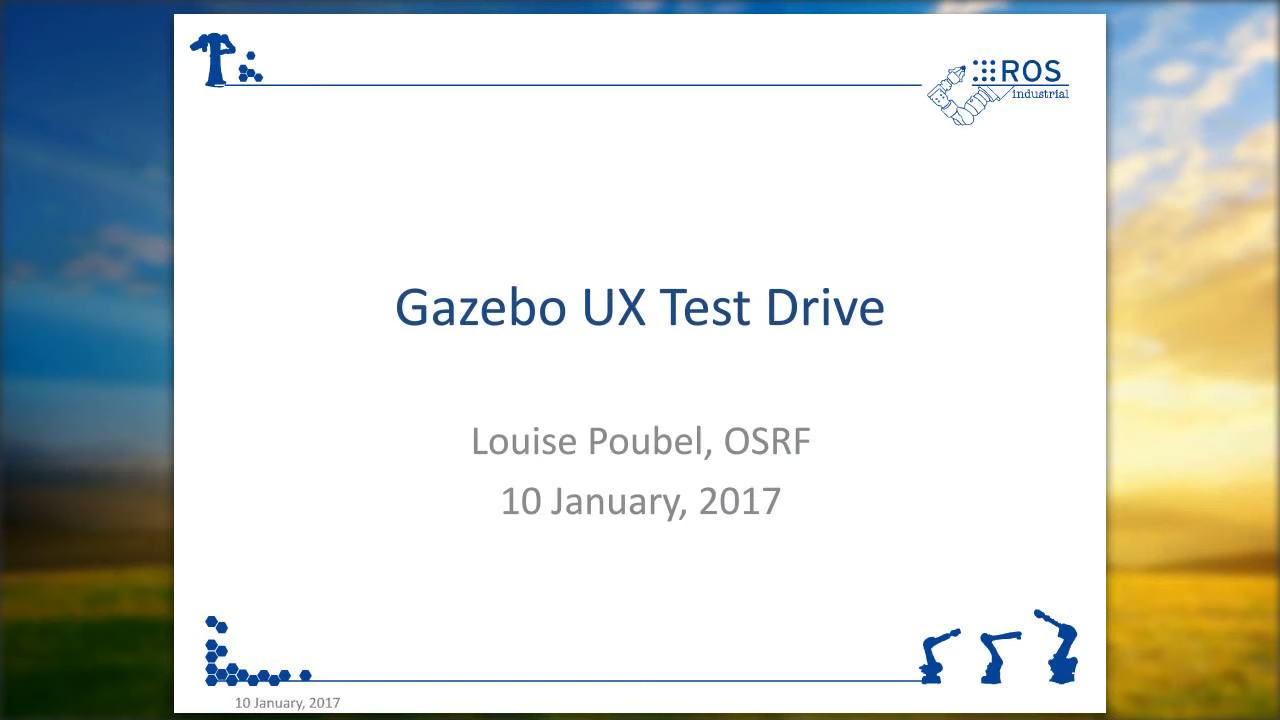 ROS
industrial
Gazebo UX Test Drive
Louise Poubel, OSRF
10 January, 2017
10 January, 2017